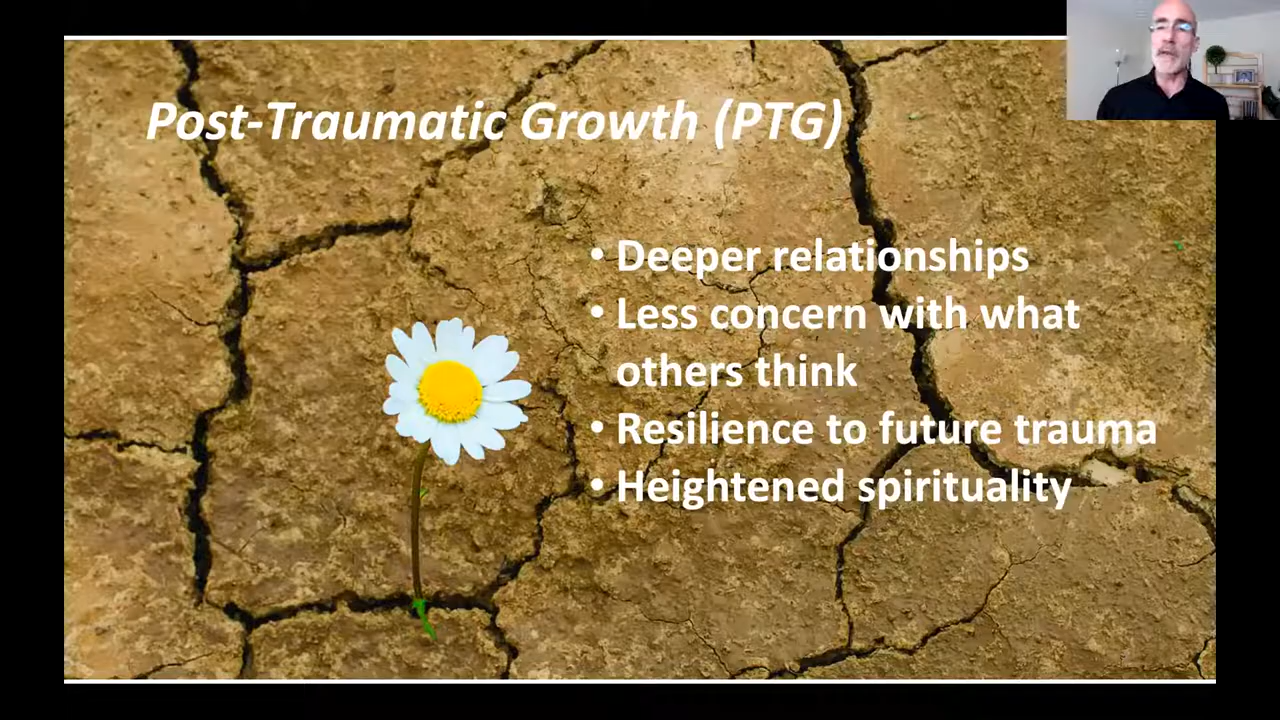 Post-Traumatic Growth (PTG)
• Deeper relationships
• Less concern with what
others think
• Resilience to future trauma
• Heightened spirituality